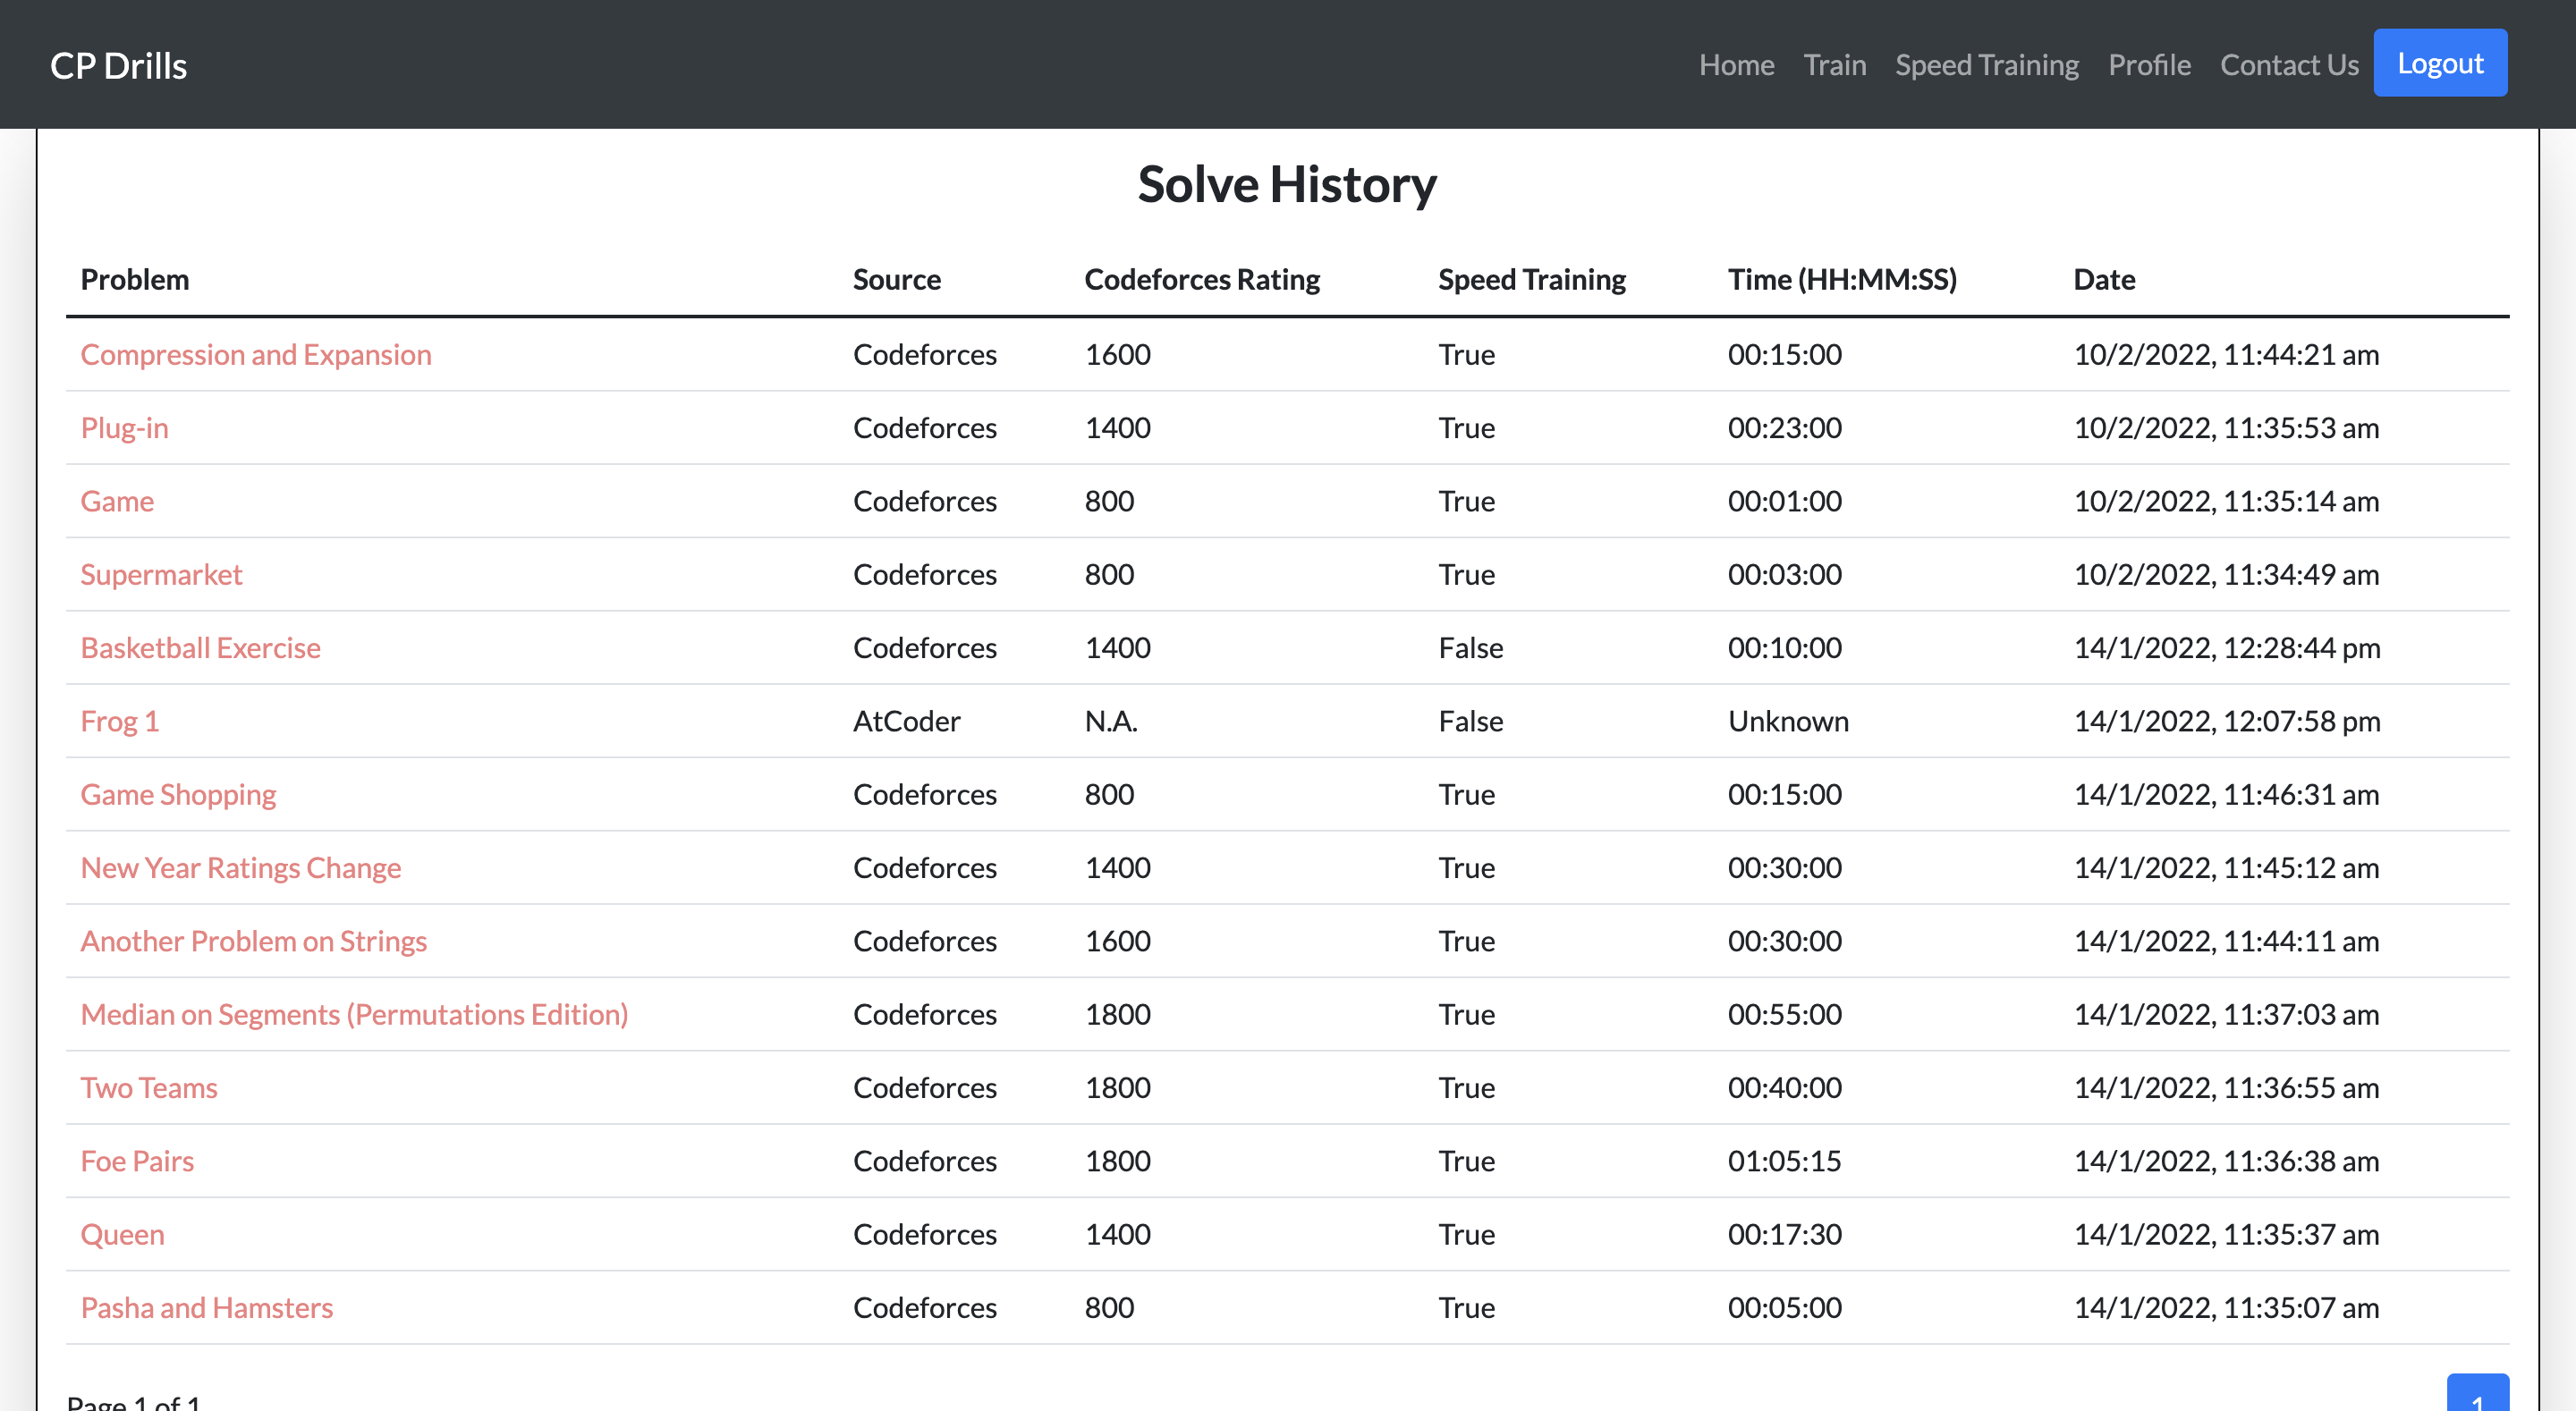 CP Drills Home Train Speed Training Profile Contact Us Logout
Solve History
Problem Source Codeforces Rating Speed Training Time (HH:MM:SS) Date
Compression and Expansion Codeforces 1600 True 00:15:00 10/2/2022, 11:44:21 am
Plug-in Codeforces 1400 True 00:23:00 10/2/2022, 11:35:53 am
Game Codeforces 800 True 00:01:00 10/2/2022, 11:35:14 am
Supermarket Codeforces 800 True 00:03:00 10/2/2022, 11:34:49 am
Basketball Exercise Codeforces 1400 False 00:10:00 14/1/2022, 12:28:44 pm
Frog 1 AtCoder N.A. False Unknown 14/1/2022, 12:07:58 pm
Game Shopping Codeforces 800 True 00:15:00 14/1/2022, 11:46:31 am
New Year Ratings Change Codeforces 1400 True 00:30:00 14/1/2022, 11:45:12 am
Another Problem on Strings Codeforces 1600 True 00:30:00 14/1/2022, 11:44:11 am
Median on Segments (Permutations Edition) Codeforces 1800 True 00:55:00 14/1/2022, 11:37:03 am
Two Teams Codeforces 1800 True 00:40:00 14/1/2022, 11:36:55 am
Foe Pairs Codeforces 1800 True 01:05:15 14/1/2022, 11:36:38 am
Queen Codeforces 1400 True 00:17:30 14/1/2022, 11:35:37 am
Pasha and Hamsters Codeforces 800 True 00:05:00 14/1/2022, 11:35:07 am
Page 1 of 1 1